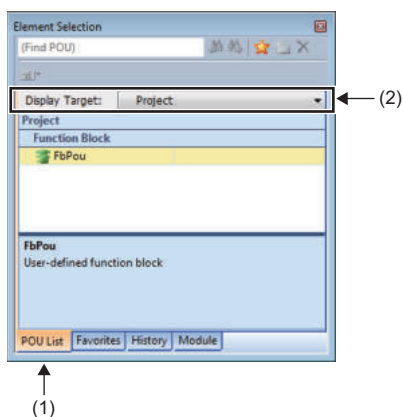 Element Selection
(Find POU)
Display Target: Project
(2)
Project
Function Block
FbPou
FbPou
User-defined function block
POU List Favorites History Module
(1)